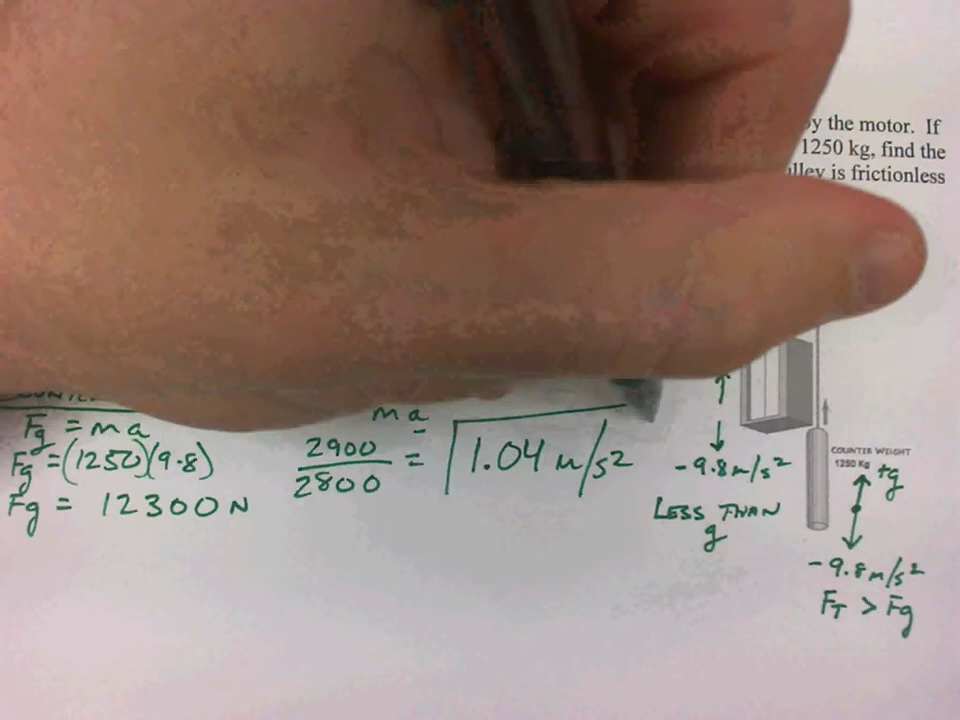 by the motor. If
1250 kg, find the
is frictionless
Fg = ma
Fg = (1250)(9.8)
Fg = 12300 N
ma
2900
2800
= 1.04 m/s²
-9.8 m/s²
LESS THAN
g
COUNTER WEIGHT
1250 Kg
+g
-9.8 m/s²
FT > Fg